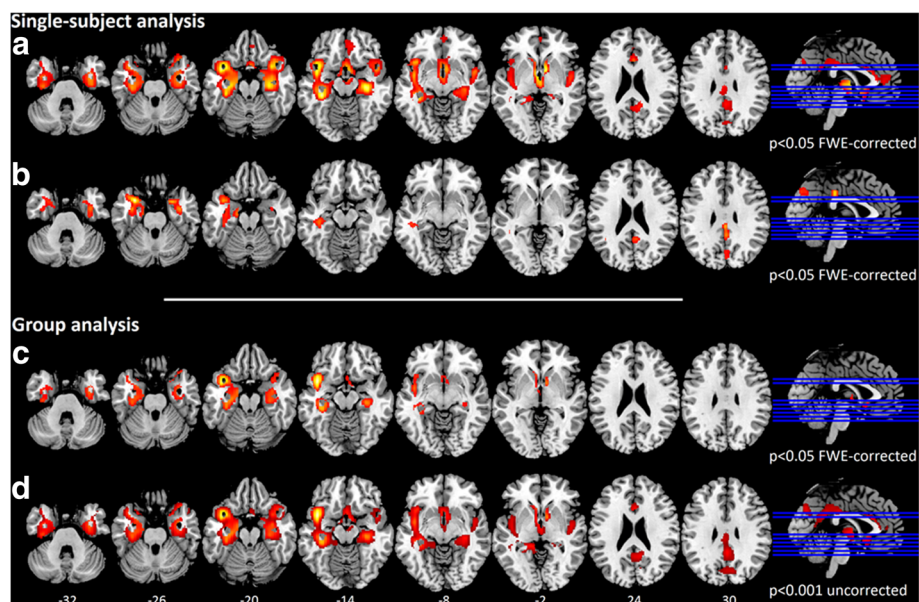 Single-subject analysis
a
p<0.05 FWE-corrected
b
p<0.05 FWE-corrected
Group analysis
c
p<0.05 FWE-corrected
d
p<0.001 uncorrected
-32 -26 -20 -14 -8 -2 24 30